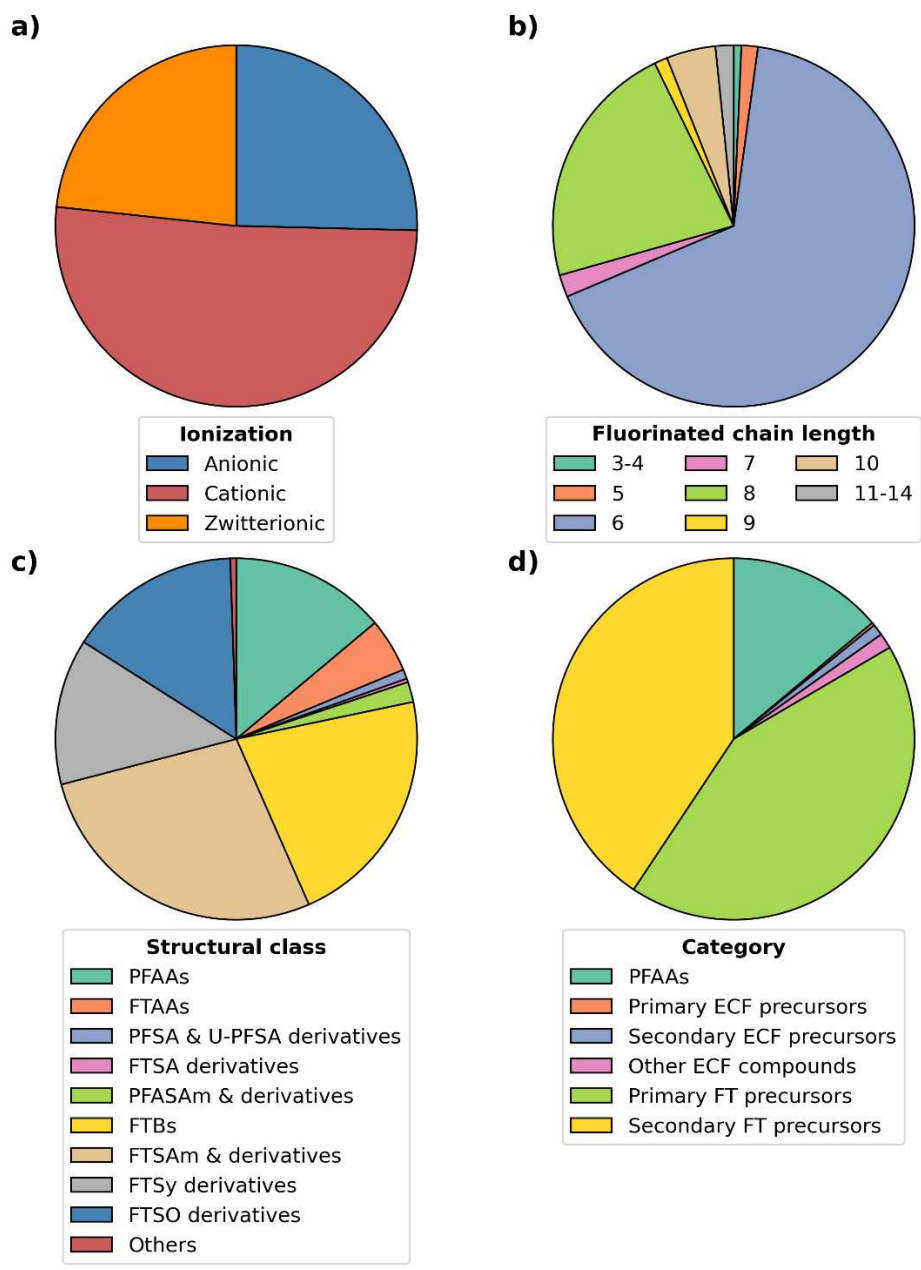 a)
b)
Ionization
Anionic
Cationic
Zwitterionic
Fluorinated chain length
3-4
5
6
7
8
9
10
11-14
c)
d)
Structural class
PFAAs
FTAAs
PFSA & U-PFSA derivatives
FTSA derivatives
PFASAm & derivatives
FTBs
FTSAm & derivatives
FTSy derivatives
FTSO derivatives
Others
Category
PFAAs
Primary ECF precursors
Secondary ECF precursors
Other ECF compounds
Primary FT precursors
Secondary FT precursors